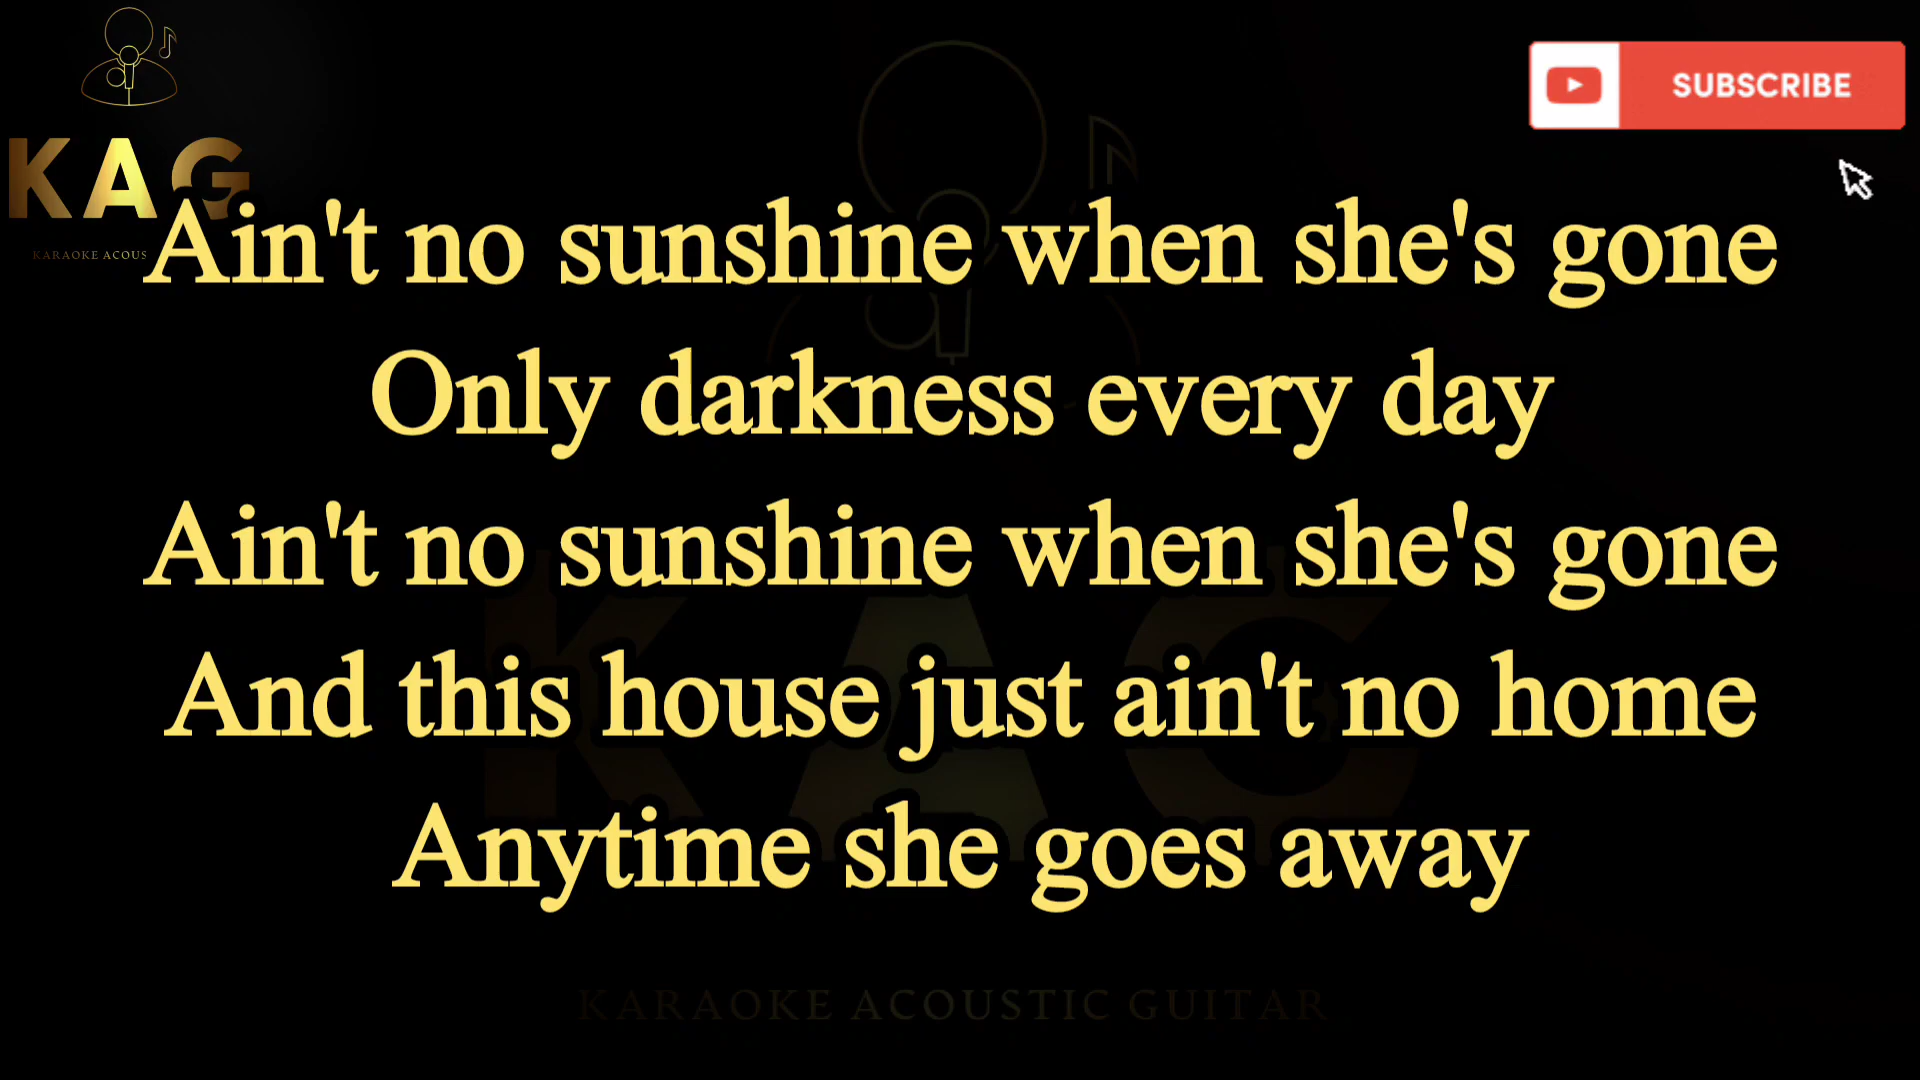 KAG
KARAOKE ACOUS
SUBSCRIBE
Ain't no sunshine when she's gone
Only darkness every day
Ain't no sunshine when she's gone
And this house just ain't no home
Anytime she goes away
KAG
KARAOKE ACOUSTIC GUITAR